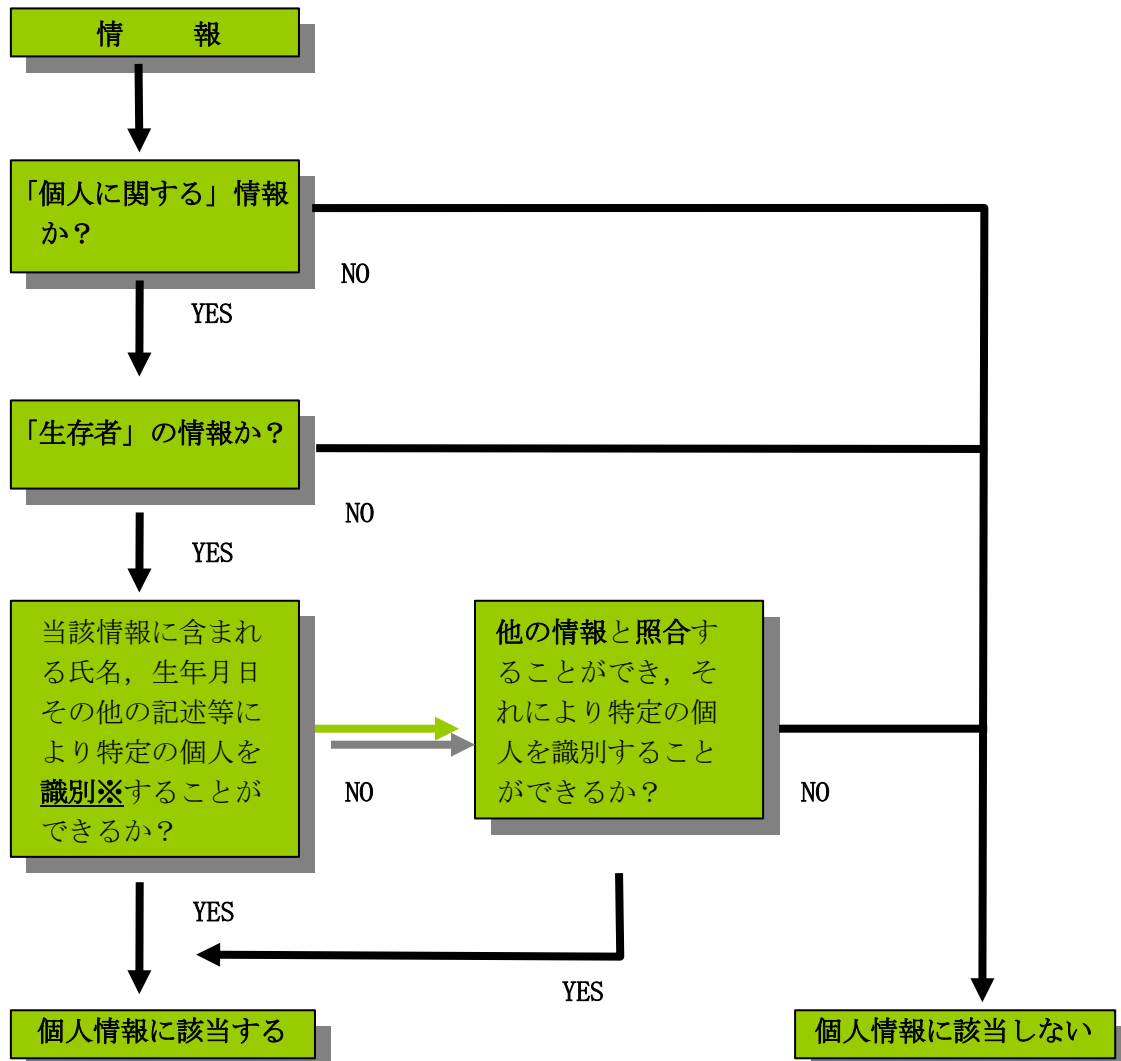 情　　報
「個人に関する」情報
か？
NO
YES
「生存者」の情報か？
NO
YES
当該情報に含まれ
る氏名，生年月日
その他の記述等に
より特定の個人を
識別※することが
できるか？
NO
他の情報と照合す
ることができ，そ
れにより特定の個
人を識別すること
ができるか？
NO
YES
YES
個人情報に該当する
個人情報に該当しない